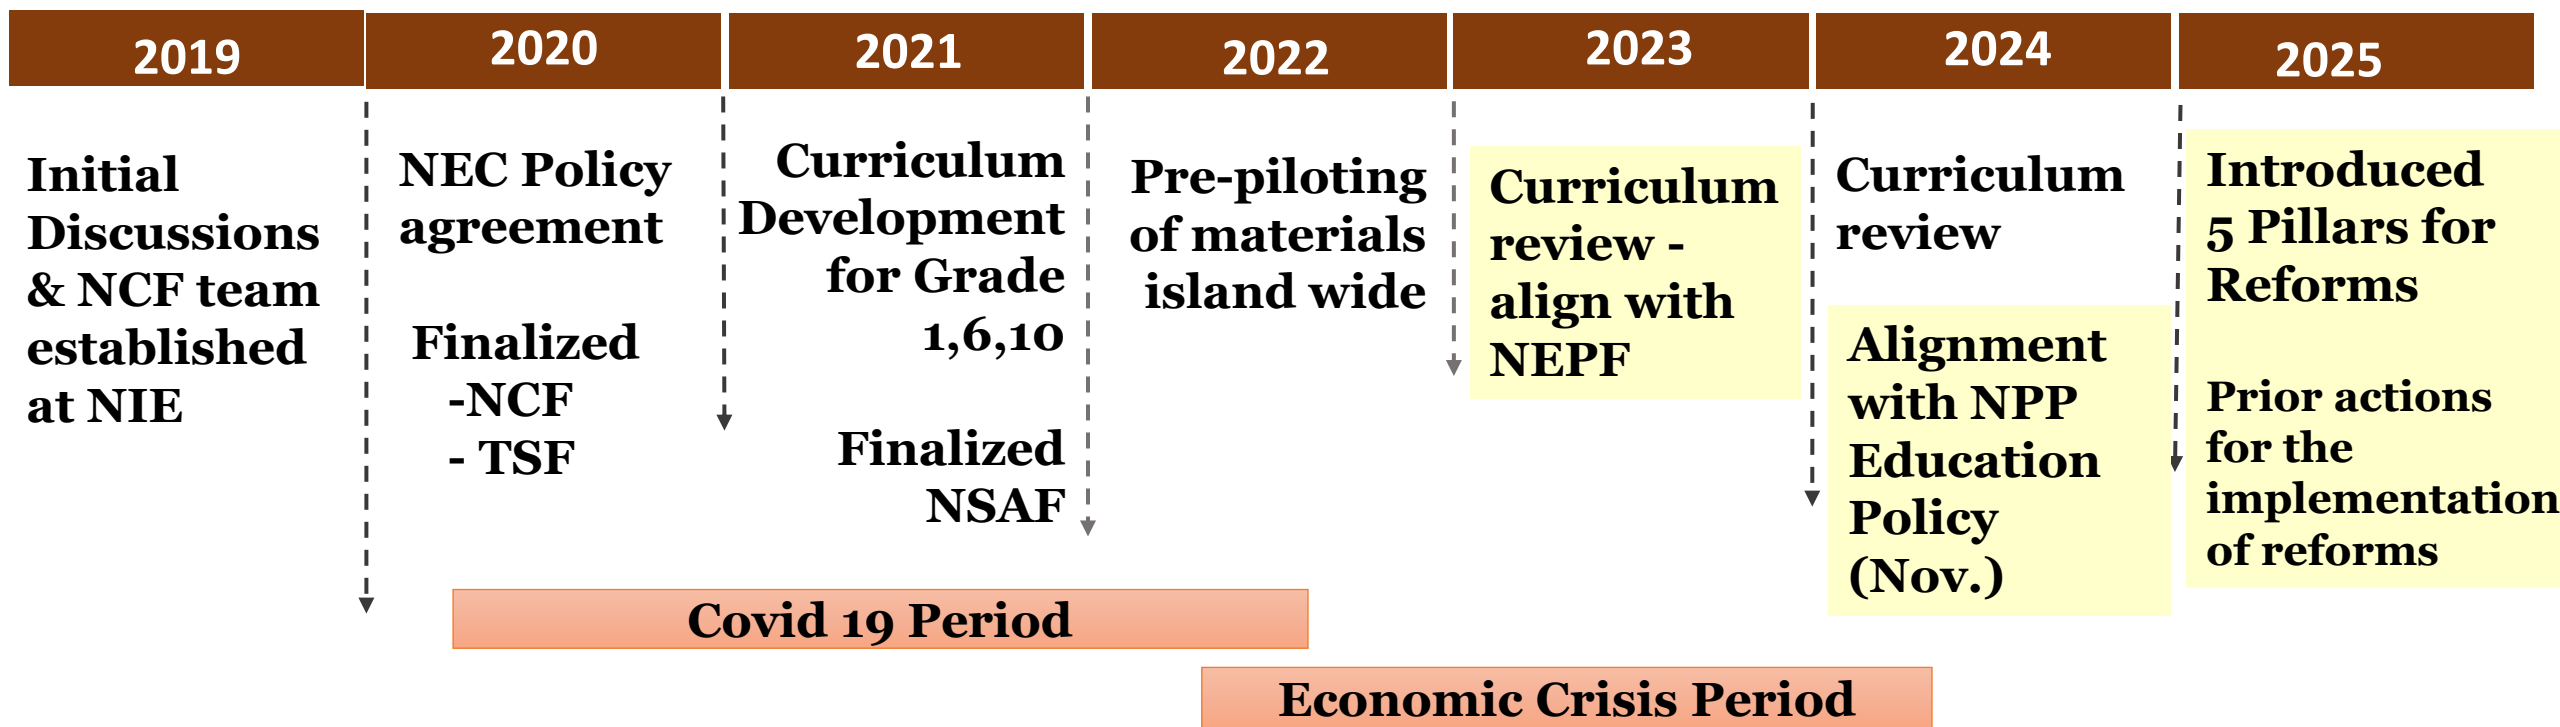 2019
2020
2021
2022
2023
2024
2025
Initial
Discussions
& NCF team
established
at NIE
NEC Policy
agreement
Finalized
-NCF
- TSF
Curriculum
Development
for Grade
1,6,10
Finalized
NSAF
Pre-piloting
of materials
island wide
Curriculum
review -
align with
NEPF
Curriculum
review
Alignment
with NPP
Education
Policy
(Nov.)
Introduced
5 Pillars for
Reforms
Prior actions
for the
implementation
of reforms
Covid 19 Period
Economic Crisis Period